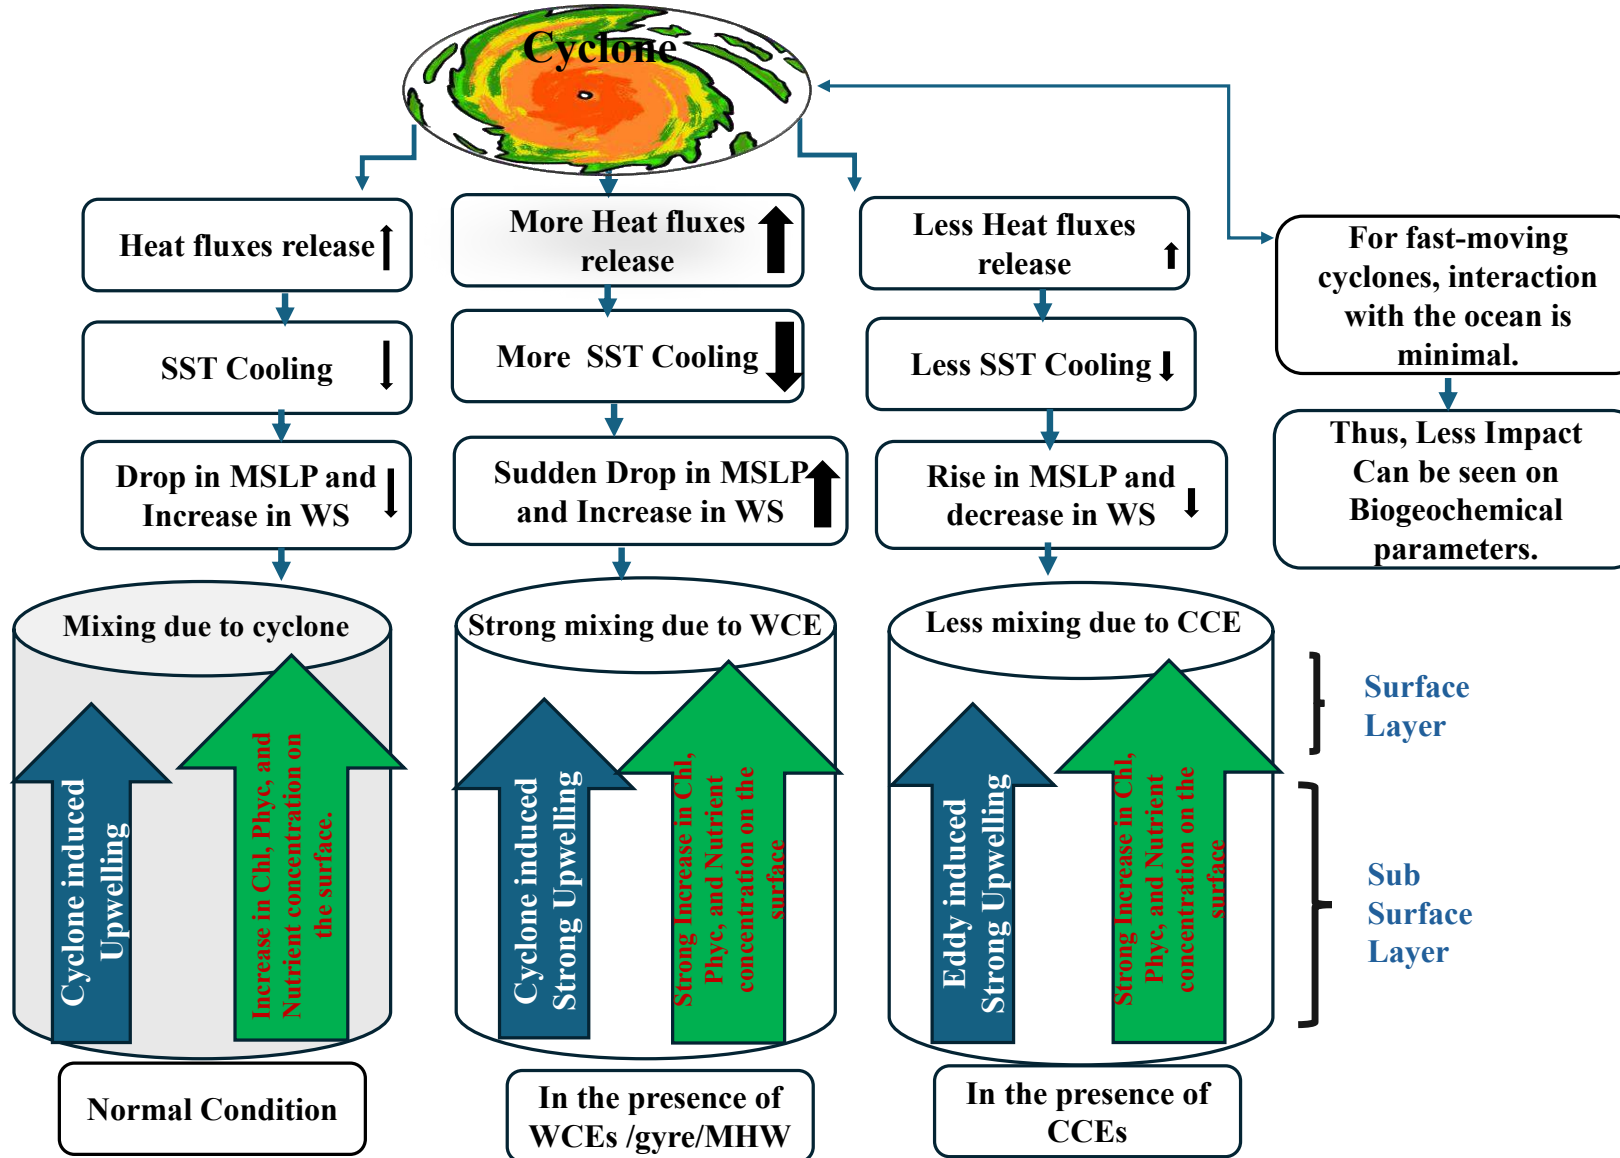 Cyclone
Heat fluxes release
SST Cooling
Drop in MSLP and
Increase in WS
Mixing due to cyclone
Cyclone induced
Upwelling
Increase in Chl, Phyc, and
Nutrient concentration on
the surface.
Normal Condition
More Heat fluxes
release
More SST Cooling
Sudden Drop in MSLP
and Increase in WS
Strong mixing due to WCE
Cyclone induced
Strong Upwelling
Strong Increase in Chl,
Phyc, and Nutrient
concentration on the
surface
In the presence of
WCEs /gyre/MHW
Less Heat fluxes
release
Less SST Cooling
Rise in MSLP and
decrease in WS
Less mixing due to CCE
Eddy induced
Strong Upwelling
Strong Increase in Chl,
Phyc, and Nutrient
concentration on the
surface
In the presence of
CCEs
For fast-moving
cyclones, interaction
with the ocean is
minimal.
Thus, Less Impact
Can be seen on
Biogeochemical
parameters.
Surface
Layer
Sub
Surface
Layer